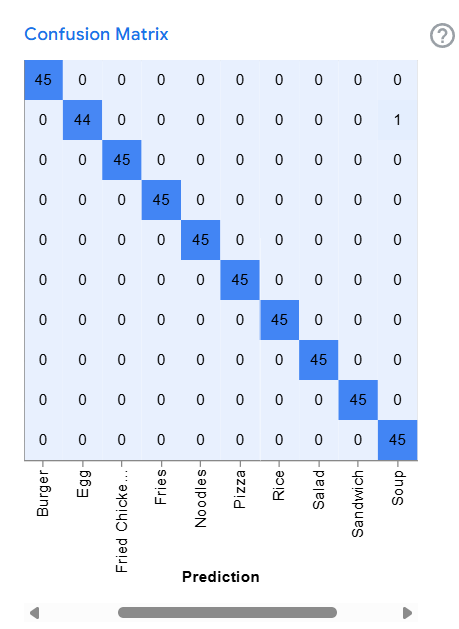 Confusion Matrix
?
45 0 0 0 0 0 0 0 0 0
0 44 0 0 0 0 0 0 0 1
0 0 45 0 0 0 0 0 0 0
0 0 0 45 0 0 0 0 0 0
0 0 0 0 45 0 0 0 0 0
0 0 0 0 0 45 0 0 0 0
0 0 0 0 0 0 45 0 0 0
0 0 0 0 0 0 0 45 0 0
0 0 0 0 0 0 0 0 45 0
0 0 0 0 0 0 0 0 0 45
Burger
Egg
Fried Chicke...
Fries
Noodles
Pizza
Rice
Salad
Sandwich
Soup
Prediction